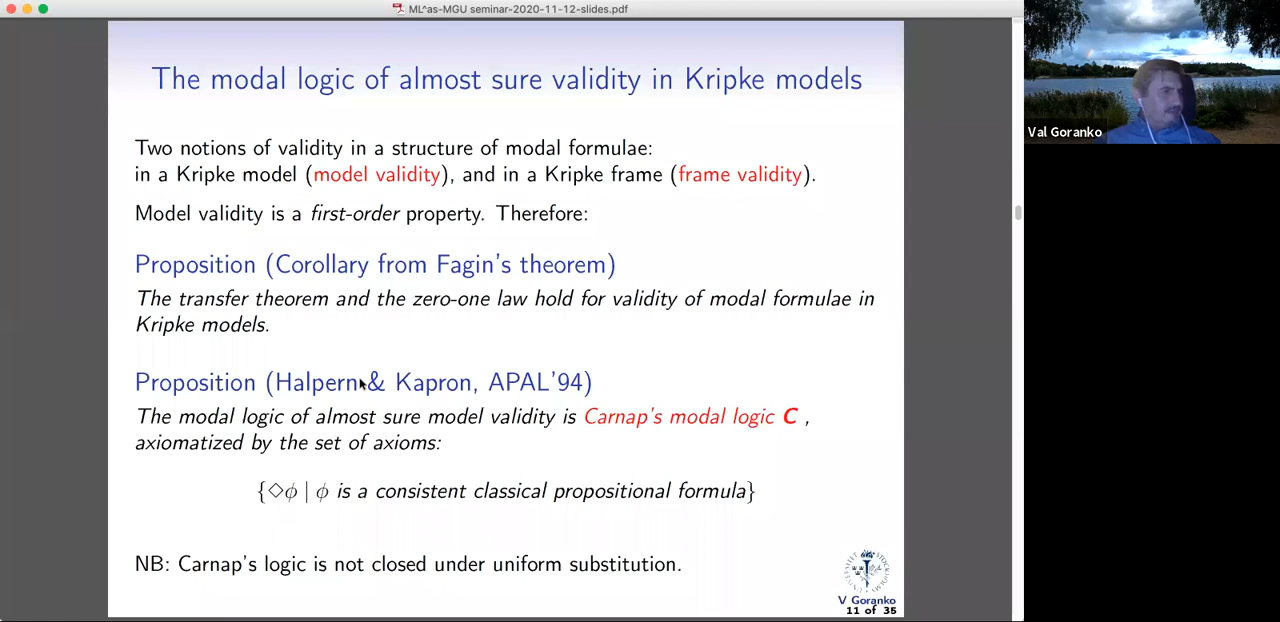 ML^as-MGU seminar-2020-11-12-slides.pdf
The modal logic of almost sure validity in Kripke models
Two notions of validity in a structure of modal formulae:
in a Kripke model (model validity), and in a Kripke frame (frame validity).
Model validity is a first-order property. Therefore:
Proposition (Corollary from Fagin's theorem)
The transfer theorem and the zero-one law hold for validity of modal formulae in
Kripke models.
Proposition (Halpern & Kapron, APAL'94)
The modal logic of almost sure model validity is Carnap's modal logic C ,
axiomatized by the set of axioms:
{◇ϕ | ϕ is a consistent classical propositional formula}
NB: Carnap's logic is not closed under uniform substitution.
V Goranko
11 of 35
Val Goranko